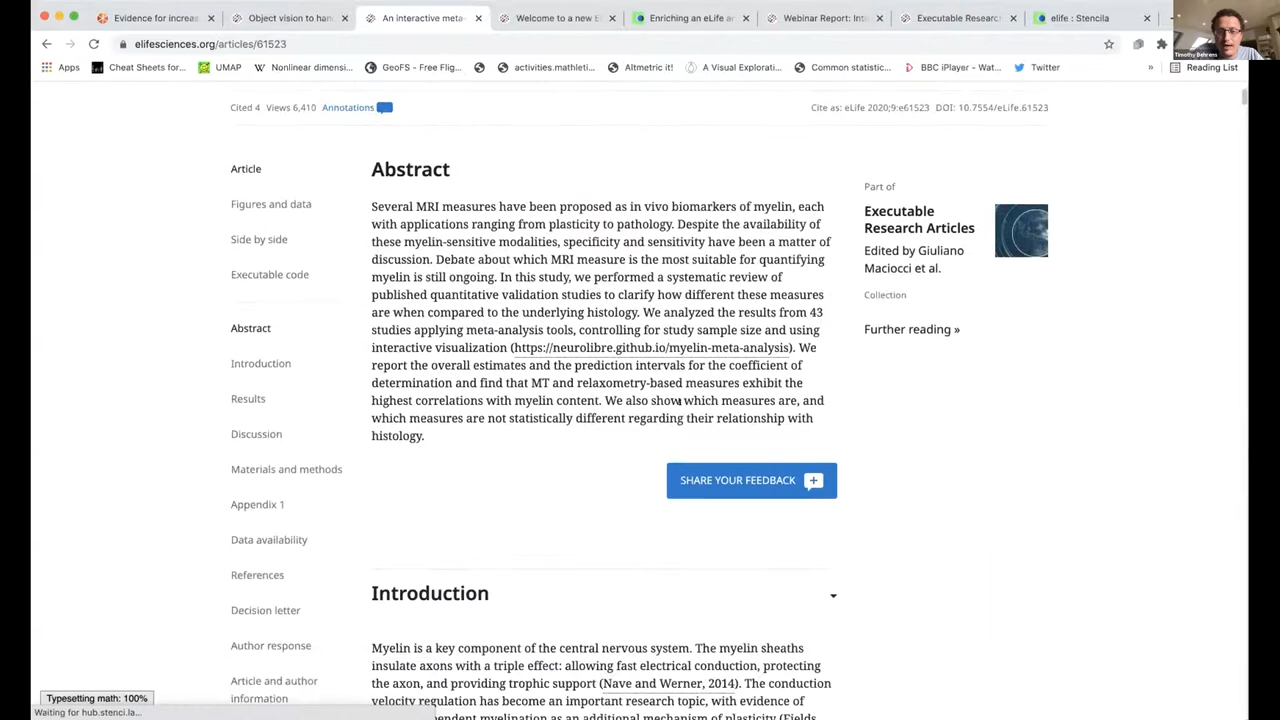 Evidence for increas
Object vision to han
An interactive meta-
Welcome to a new E
Enriching an eLife ar
Webinar Report: Int
Executable Researc
elife : Stencila
elifesciences.org/articles/61523
Timothy Behrens
Apps
Cheat Sheets for...
UMAP
Nonlinear dimensi...
GeoFS - Free Flig...
mathieti...
Altmetric it!
A Visual Explorati...
Common statistic...
BBC iPlayer - Wat...
Twitter
»
Reading List
Cited 4 Views 6,410 Annotations
Cite as: eLife 2020;9:e61523 DOI: 10.7554/eLife.61523
Article
Figures and data
Side by side
Executable code
Abstract
Introduction
Results
Discussion
Materials and methods
Appendix 1
Data availability
References
Decision letter
Author response
Article and author
information
Abstract
Several MRI measures have been proposed as in vivo biomarkers of myelin, each
with applications ranging from plasticity to pathology. Despite the availability of
these myelin-sensitive modalities, specificity and sensitivity have been a matter of
discussion. Debate about which MRI measure is the most suitable for quantifying
myelin is still ongoing. In this study, we performed a systematic review of
published quantitative validation studies to clarify how different these measures
are when compared to the underlying histology. We analyzed the results from 43
studies applying meta-analysis tools, controlling for study sample size and using
interactive visualization (https://neurolibre.github.io/myelin-meta-analysis). We
report the overall estimates and the prediction intervals for the coefficient of
determination and find that MT and relaxometry-based measures exhibit the
highest correlations with myelin content. We also show which measures are, and
which measures are not statistically different regarding their relationship with
histology.
SHARE YOUR FEEDBACK
Introduction
Myelin is a key component of the central nervous system. The myelin sheaths
insulate axons with a triple effect: allowing fast electrical conduction, protecting
the axon, and providing trophic support (Nave and Werner, 2014). The conduction
velocity regulation has become an important research topic, with evidence of
myelination as an additional mechanism of plasticity (Fields
Part of
Executable
Research Articles
Edited by Giuliano
Maciocci et al.
Collection
Further reading »
Typesetting math: 100%
Waiting for hub.stenci.la...